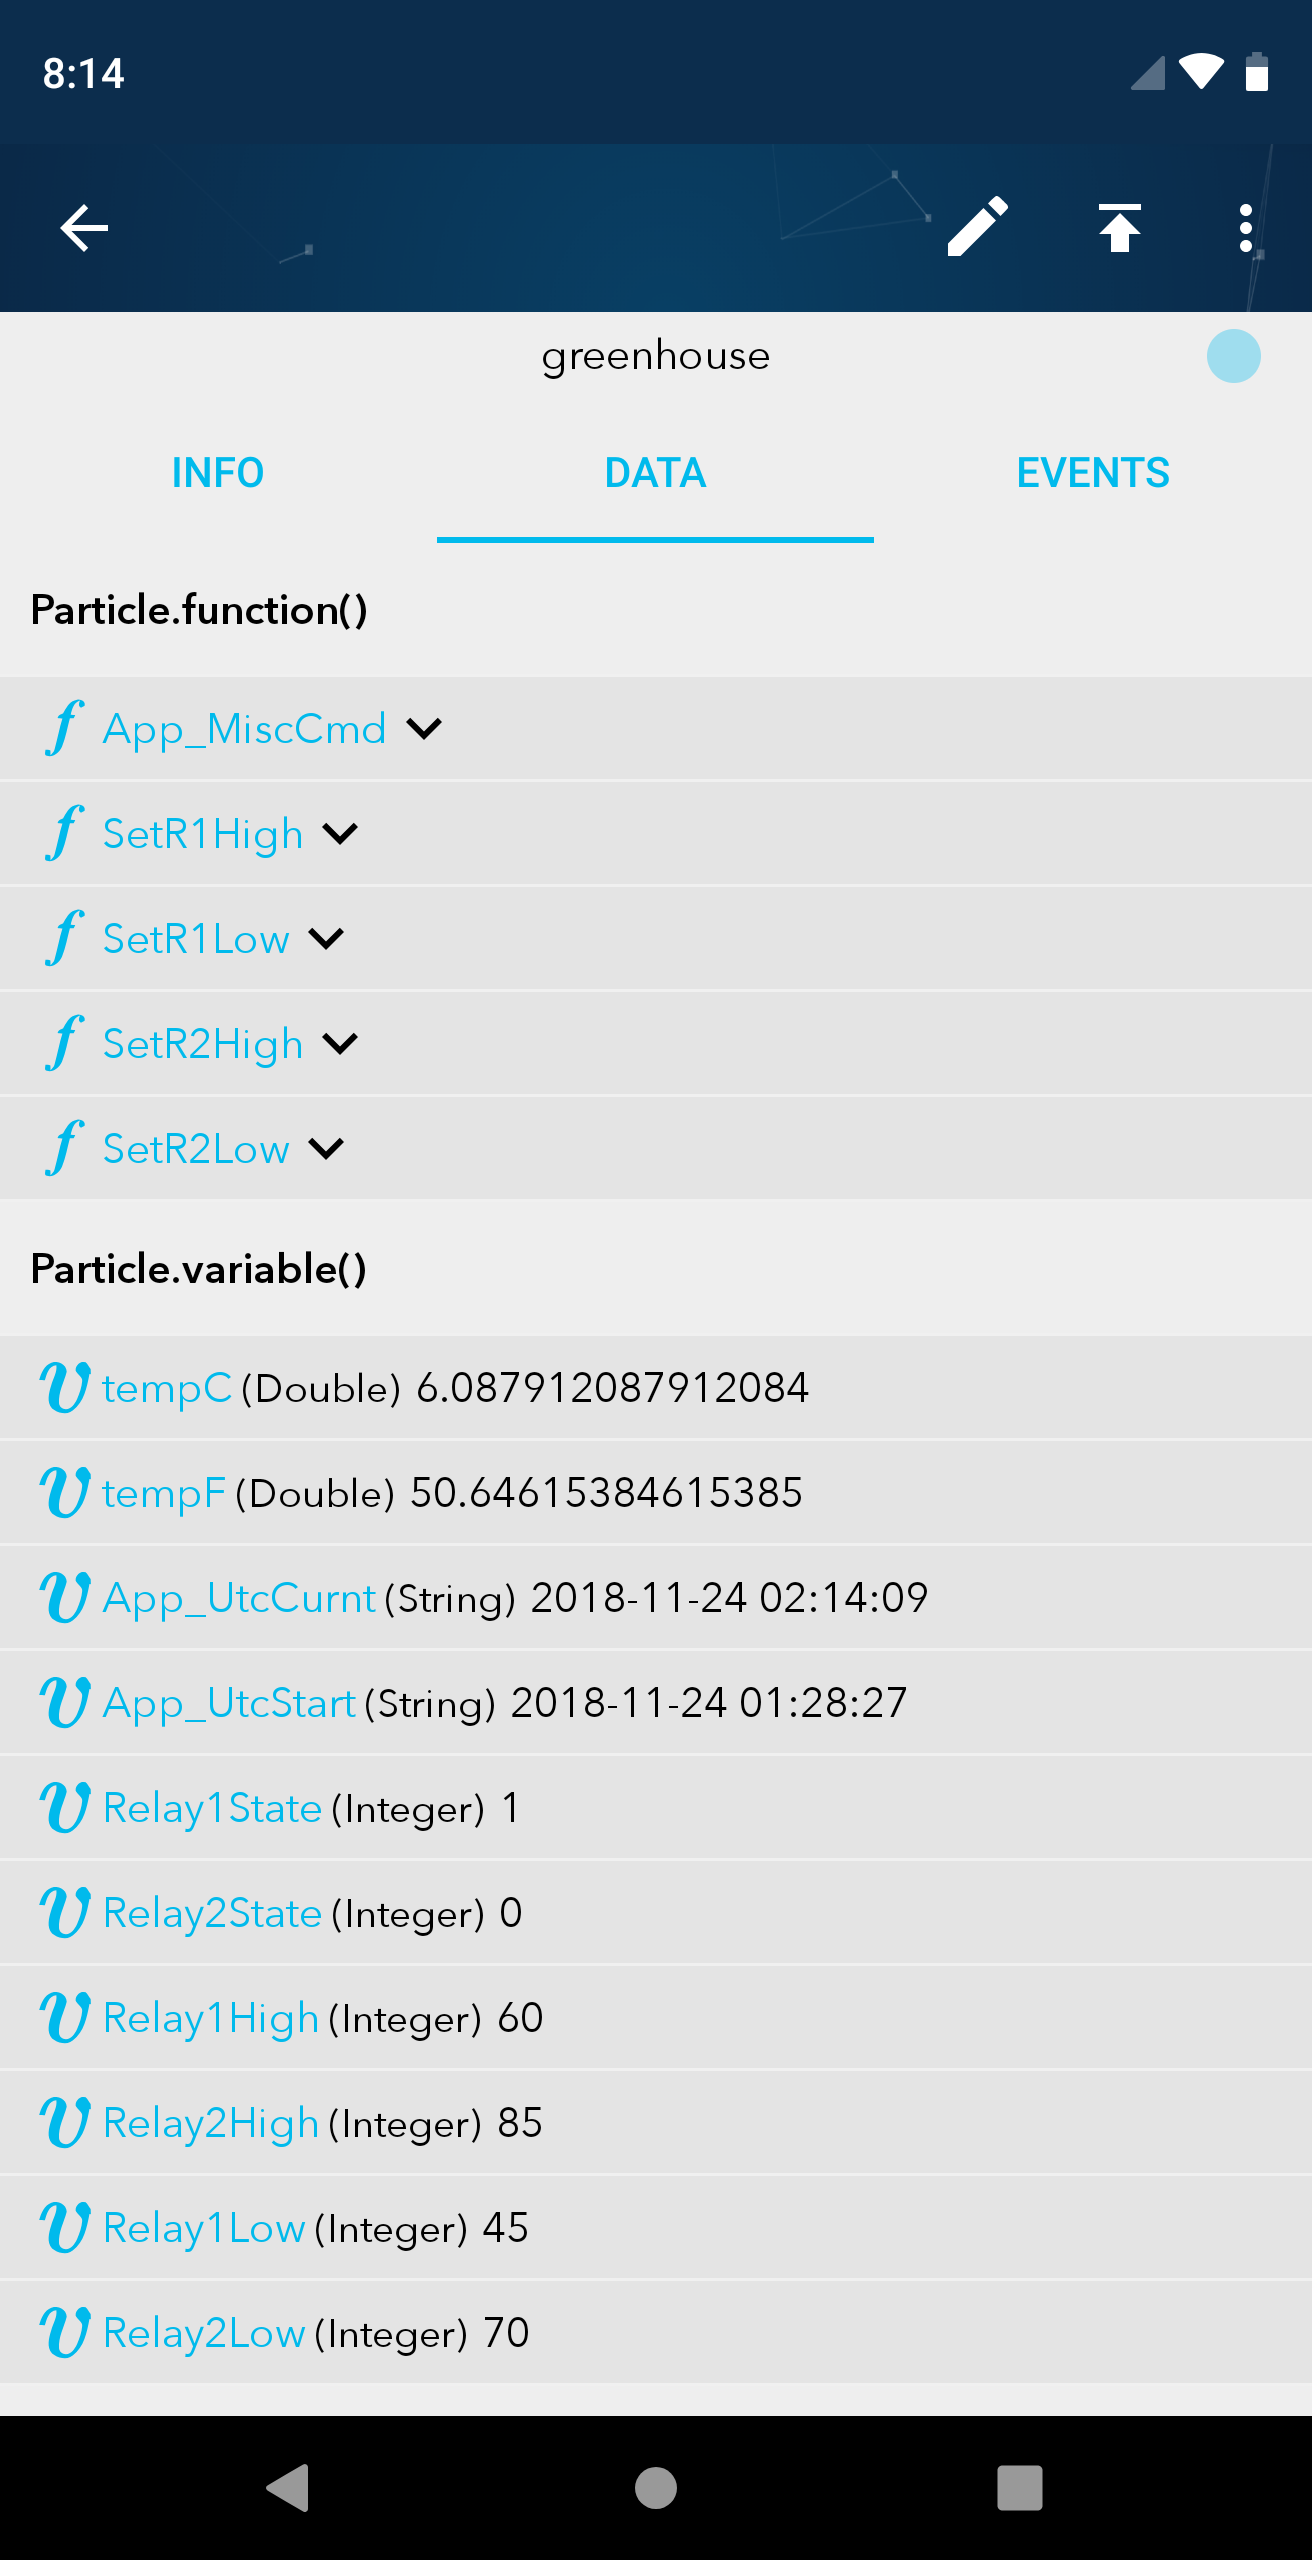 8:14
greenhouse
INFO DATA EVENTS
Particle.function()
f App_MiscCmd
f SetR1High
f SetR1Low
f SetR2High
f SetR2Low
Particle.variable()
v tempC (Double) 6.087912087912084
v tempF (Double) 50.64615384615385
v App_UtcCurnt (String) 2018-11-24 02:14:09
v App_UtcStart (String) 2018-11-24 01:28:27
v Relay1State (Integer) 1
v Relay2State (Integer) 0
v Relay1High (Integer) 60
v Relay2High (Integer) 85
v Relay1Low (Integer) 45
v Relay2Low (Integer) 70